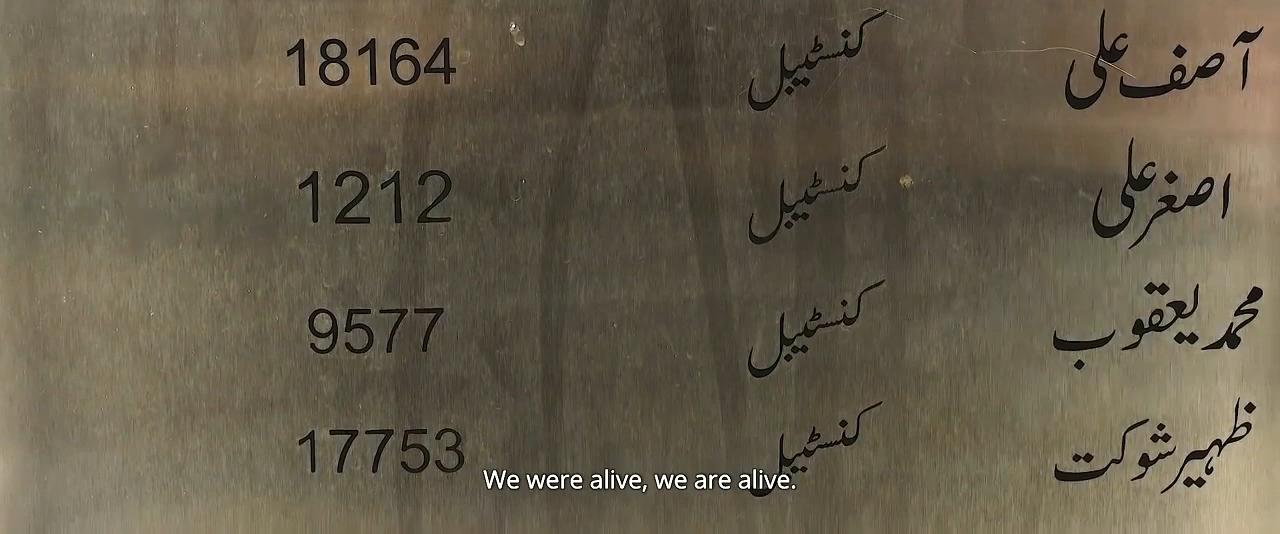 آصف علی کنسٹیبل 18164
اصغر علی کنسٹیبل 1212
محمد یعقوب کنسٹیبل 9577
ظہیر شوکت کنسٹیبل 17753
We were alive, we are alive.